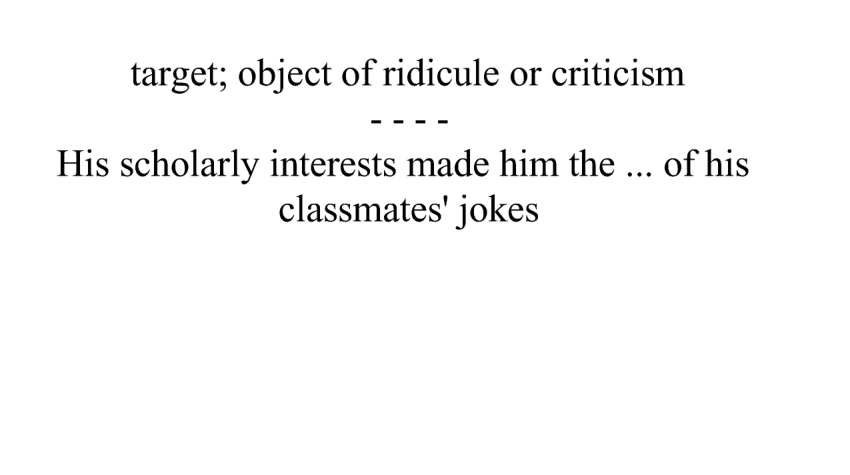 target; object of ridicule or criticism
- - - -
His scholarly interests made him the ... of his
classmates' jokes